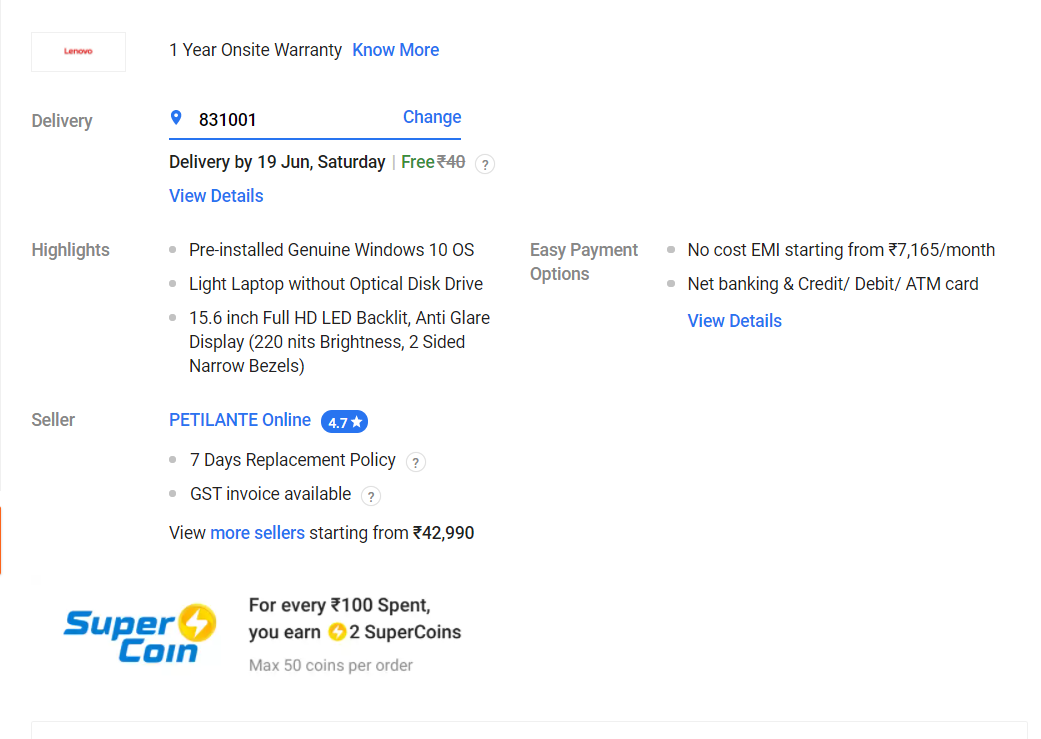 Lenovo
1 Year Onsite Warranty Know More
Delivery
831001
Change
Delivery by 19 Jun, Saturday | Free ₹40 ?
View Details
Highlights
Pre-installed Genuine Windows 10 OS
Light Laptop without Optical Disk Drive
15.6 inch Full HD LED Backlit, Anti Glare
Display (220 nits Brightness, 2 Sided
Narrow Bezels)
Easy Payment
Options
No cost EMI starting from ₹7,165/month
Net banking & Credit/ Debit/ ATM card
View Details
Seller
PETILANTE Online 4.7★
7 Days Replacement Policy ?
GST invoice available ?
View more sellers starting from ₹42,990
Super
Coin
For every ₹100 Spent,
you earn 2 SuperCoins
Max 50 coins per order